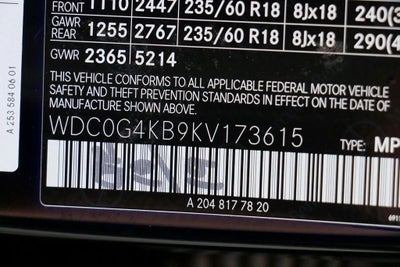 FRONT 1110 2447 235/60 R18 8Jx18 240(3
GAWR REAR 1255 2767 235/60 R18 8Jx18 290(4
GVWR 2365 5214
THIS VEHICLE CONFORMS TO ALL APPLICABLE FEDERAL MOTOR VEHICLE
SAFETY AND THEFT PREVENTION STANDARDS IN EFFECT ON THE DATE OF
MANUFACTURE SHOWN ABOVE.
WDC0G4KB9KV173615 TYPE: MP
A 204 817 78 20
A 253 584 06 01